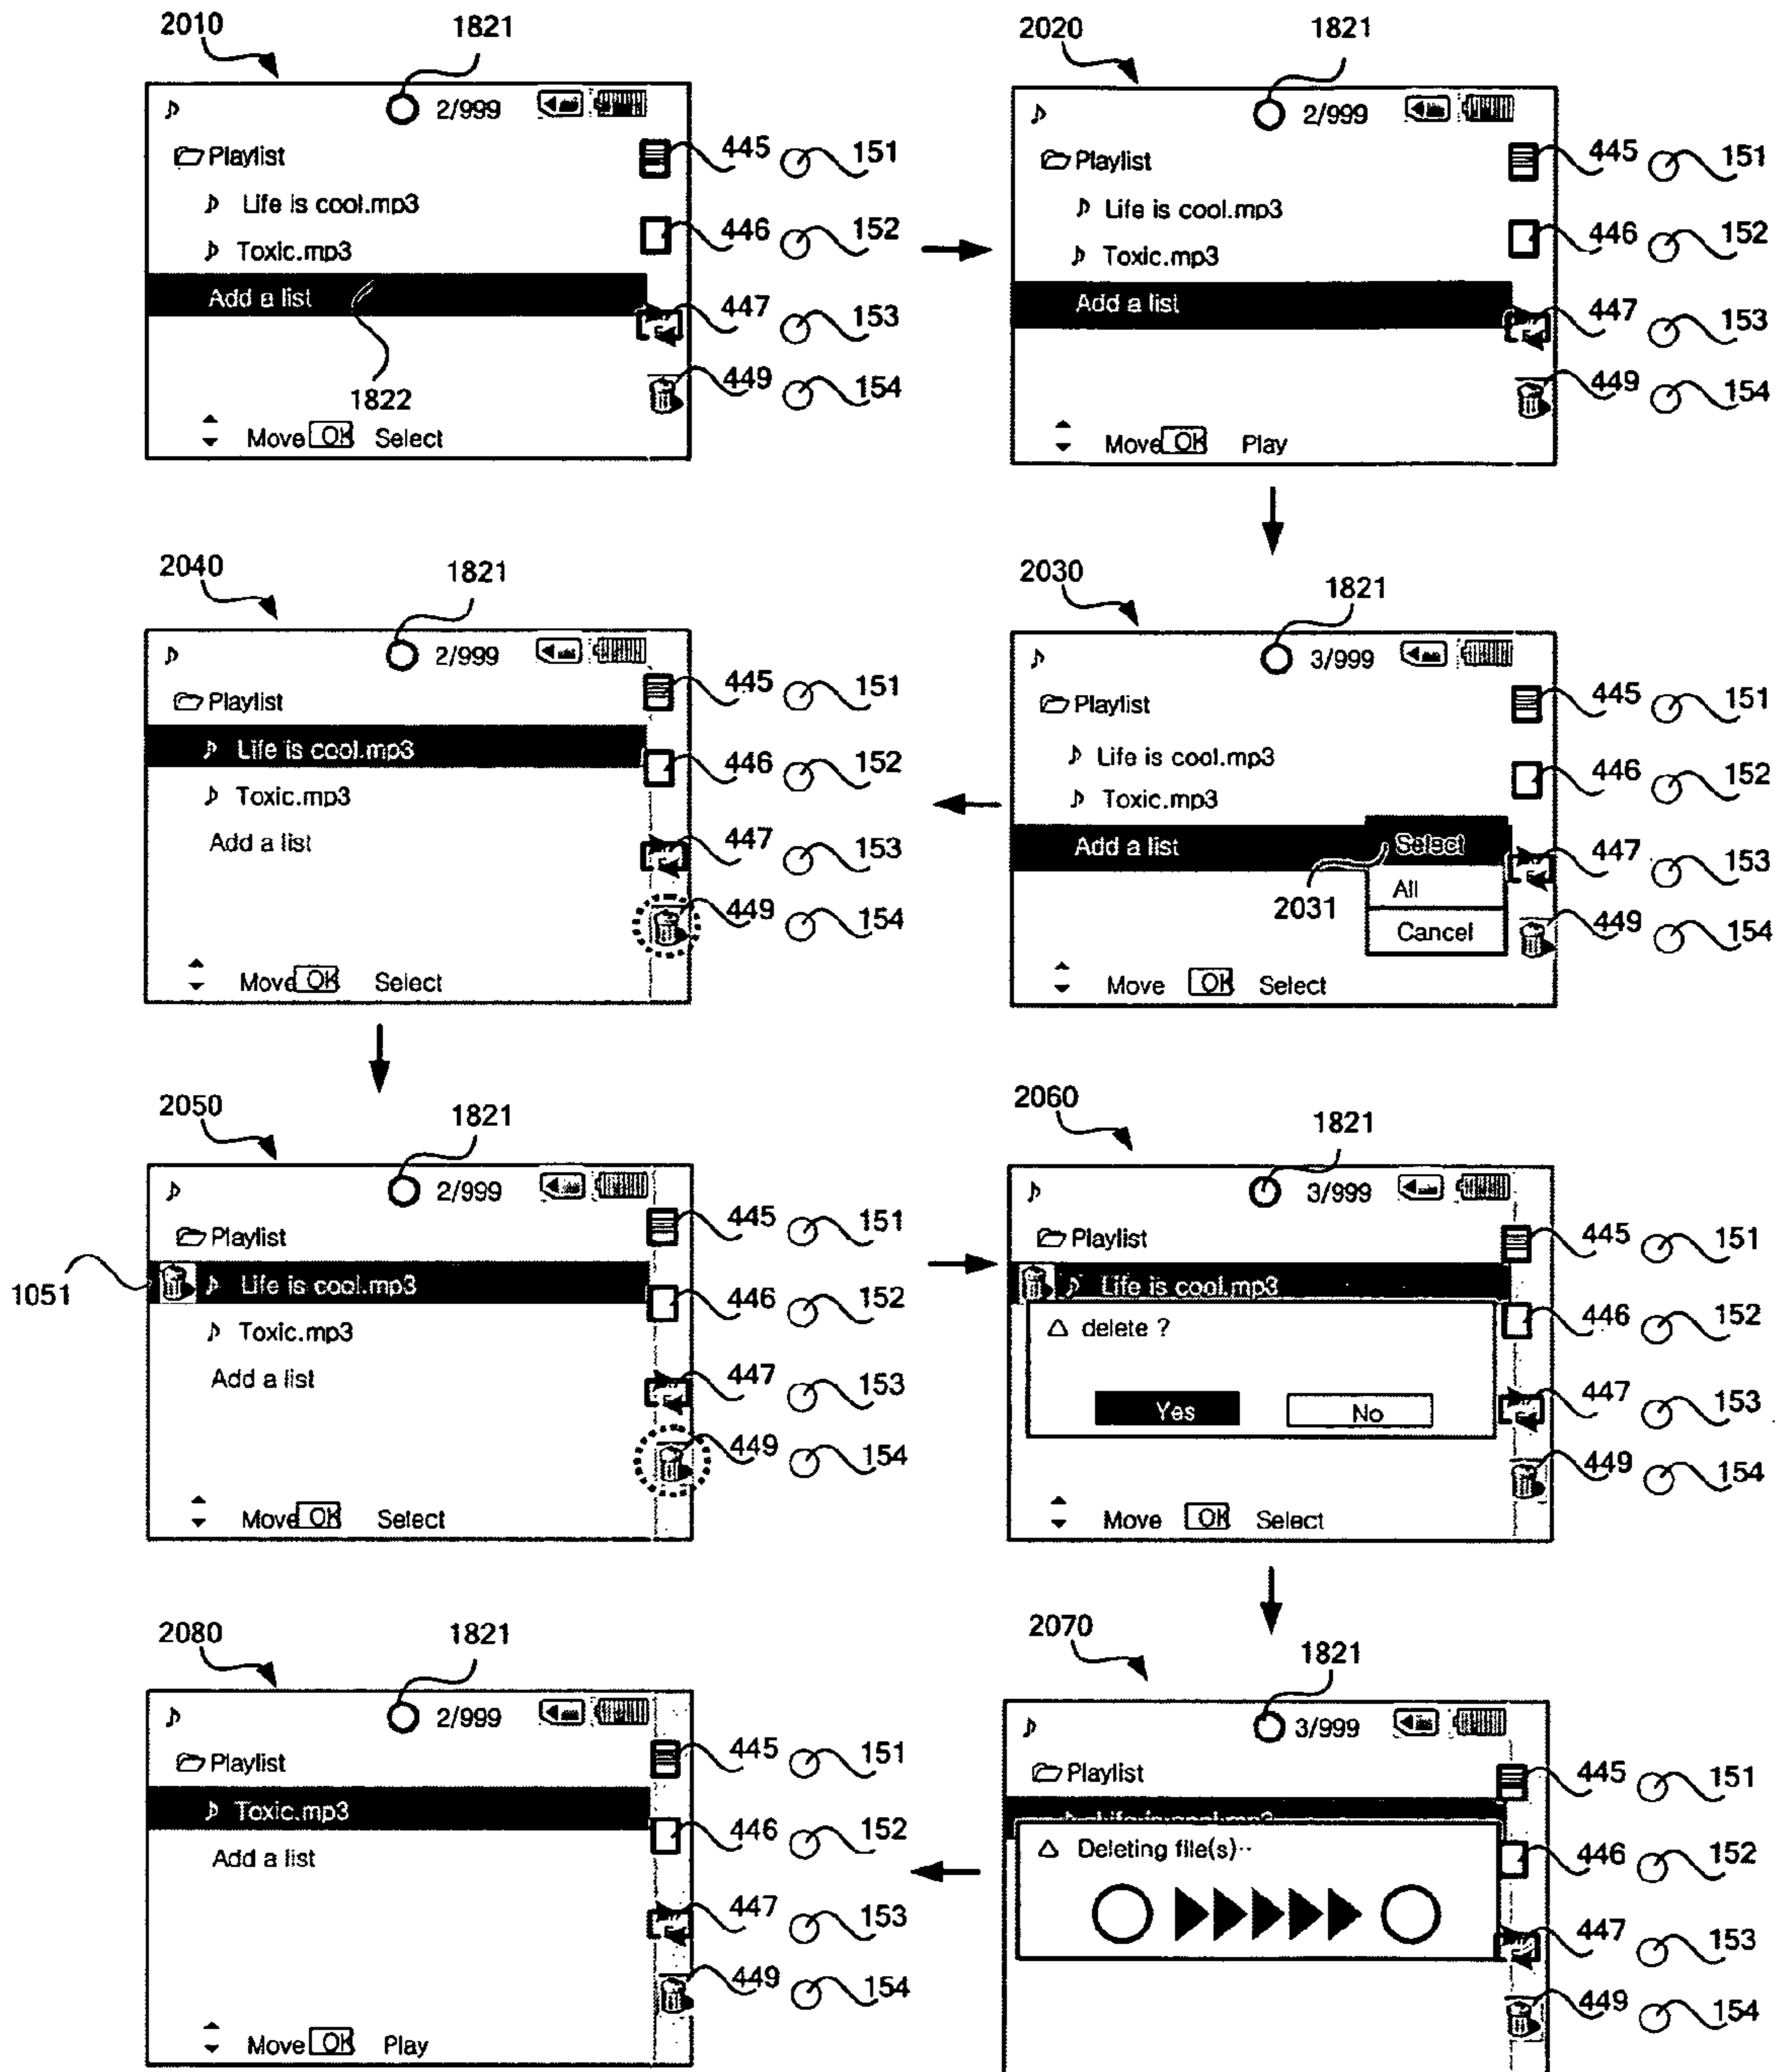 2010 1821
2/999
Playlist
445 151
Life is cool.mp3
446 152
Toxic.mp3
Add a list
447 153
1822
449 154
Move OK Select
2020 1821
2/999
Playlist
445 151
Life is cool.mp3
446 152
Toxic.mp3
Add a list
447 153
449 154
Move OK Play
2040 1821
2/999
Playlist
445 151
Life is cool.mp3
446 152
Toxic.mp3
Add a list
447 153
449 154
Move OK Select
2030 1821
3/999
Playlist
445 151
Life is cool.mp3
446 152
Toxic.mp3
Add a list Select
447 153
2031 All
Cancel
449 154
Move OK Select
2050 1821
2/999
Playlist
445 151
1051 Life is cool.mp3
446 152
Toxic.mp3
Add a list
447 153
449 154
Move OK Select
2060 1821
3/999
Playlist
445 151
Life is cool.mp3
446 152
delete ?
Yes No
447 153
449 154
Move OK Select
2080 1821
2/999
Playlist
445 151
Toxic.mp3
446 152
Add a list
447 153
449 154
Move OK Play
2070 1821
3/999
Playlist
445 151
Life is cool.mp3
446 152
Deleting file(s)··
447 153
449 154